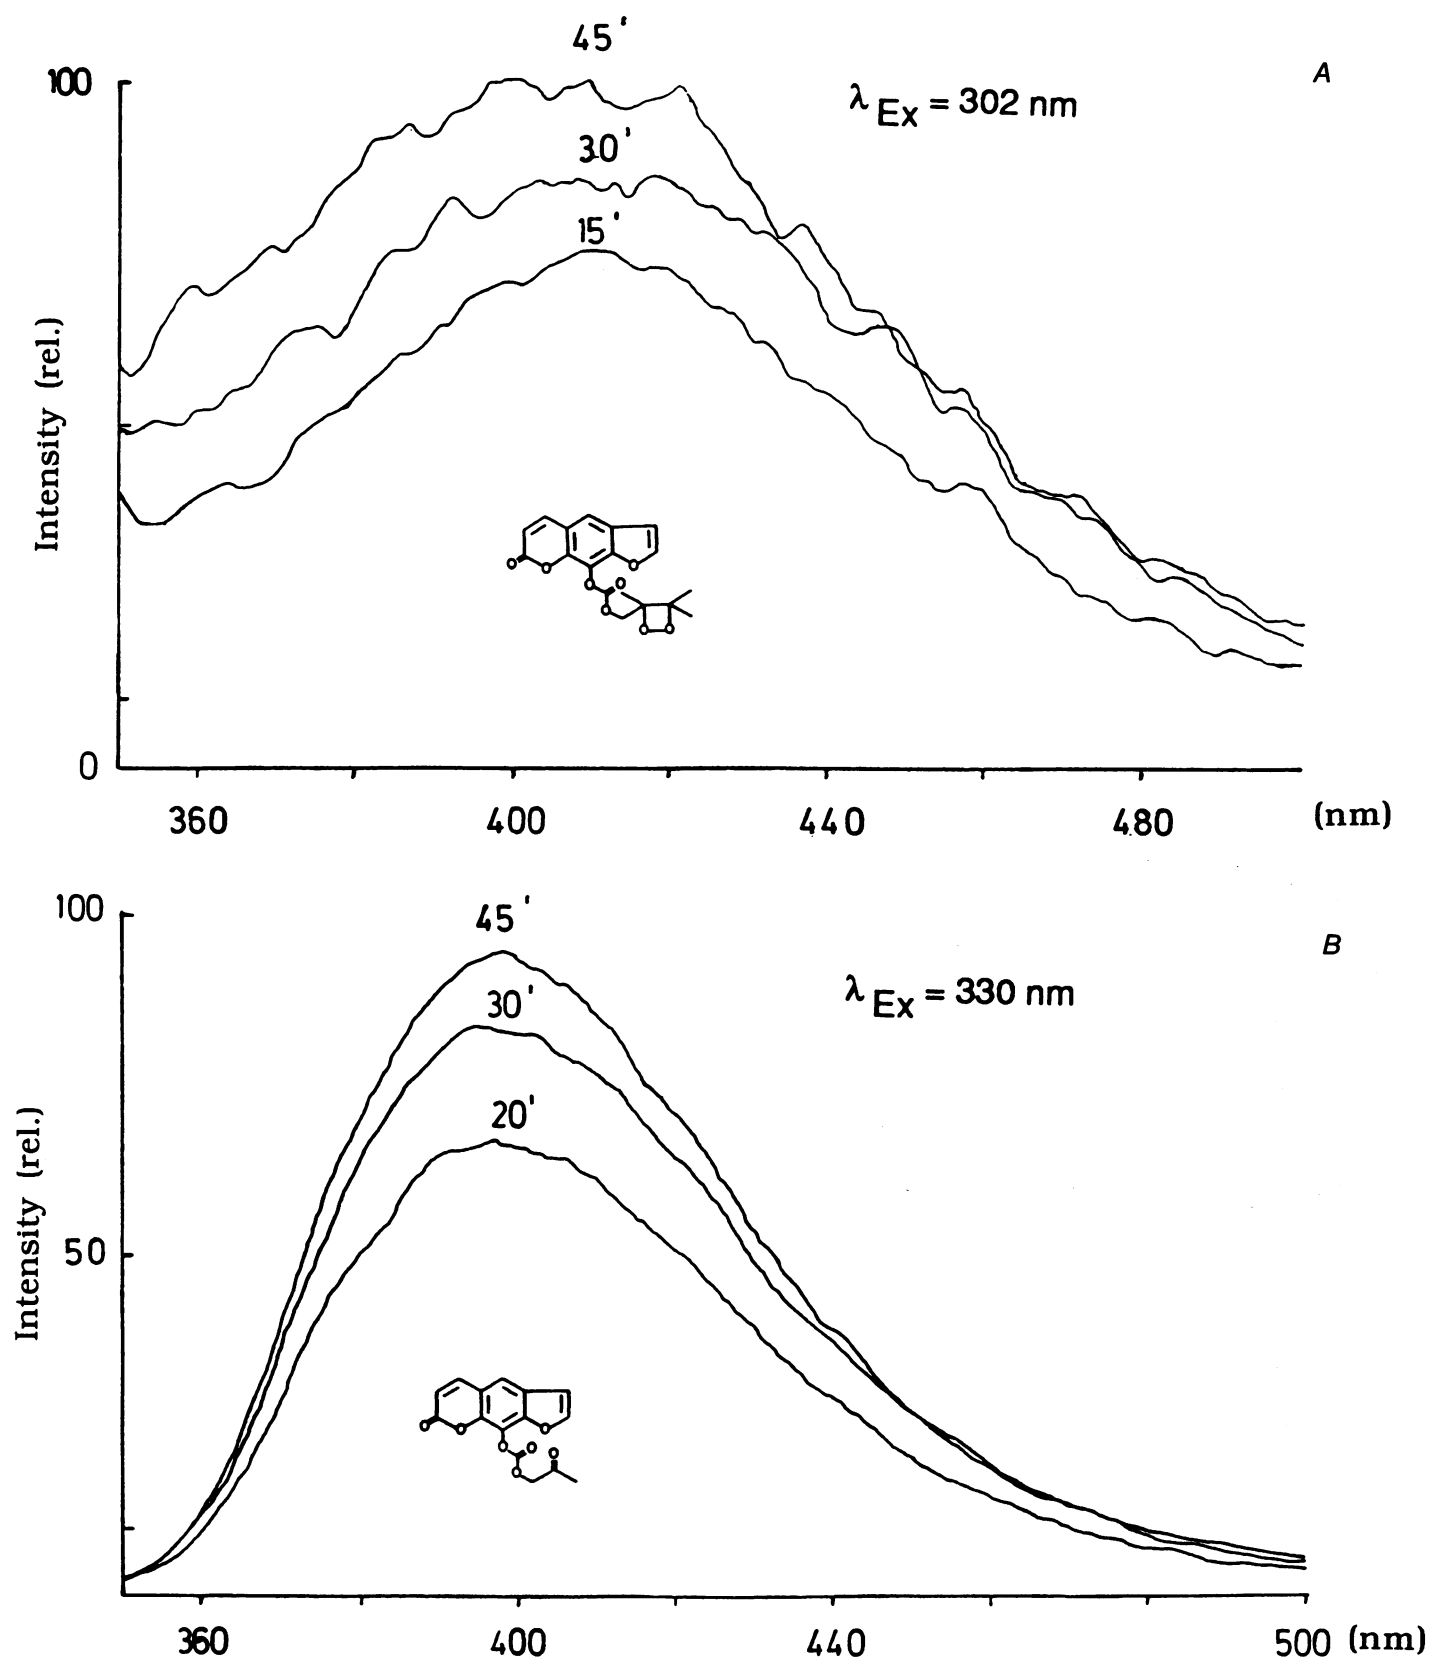 45'
A
100
λ Ex = 302 nm
30'
15'
Intensity (rel.)
O
O
O
O
O
O
O
0
360
400
440
480
(nm)
100
45'
B
λ Ex = 330 nm
30'
20'
Intensity (rel.)
50
O
O
O
O
O
O
O
360
400
440
500
(nm)